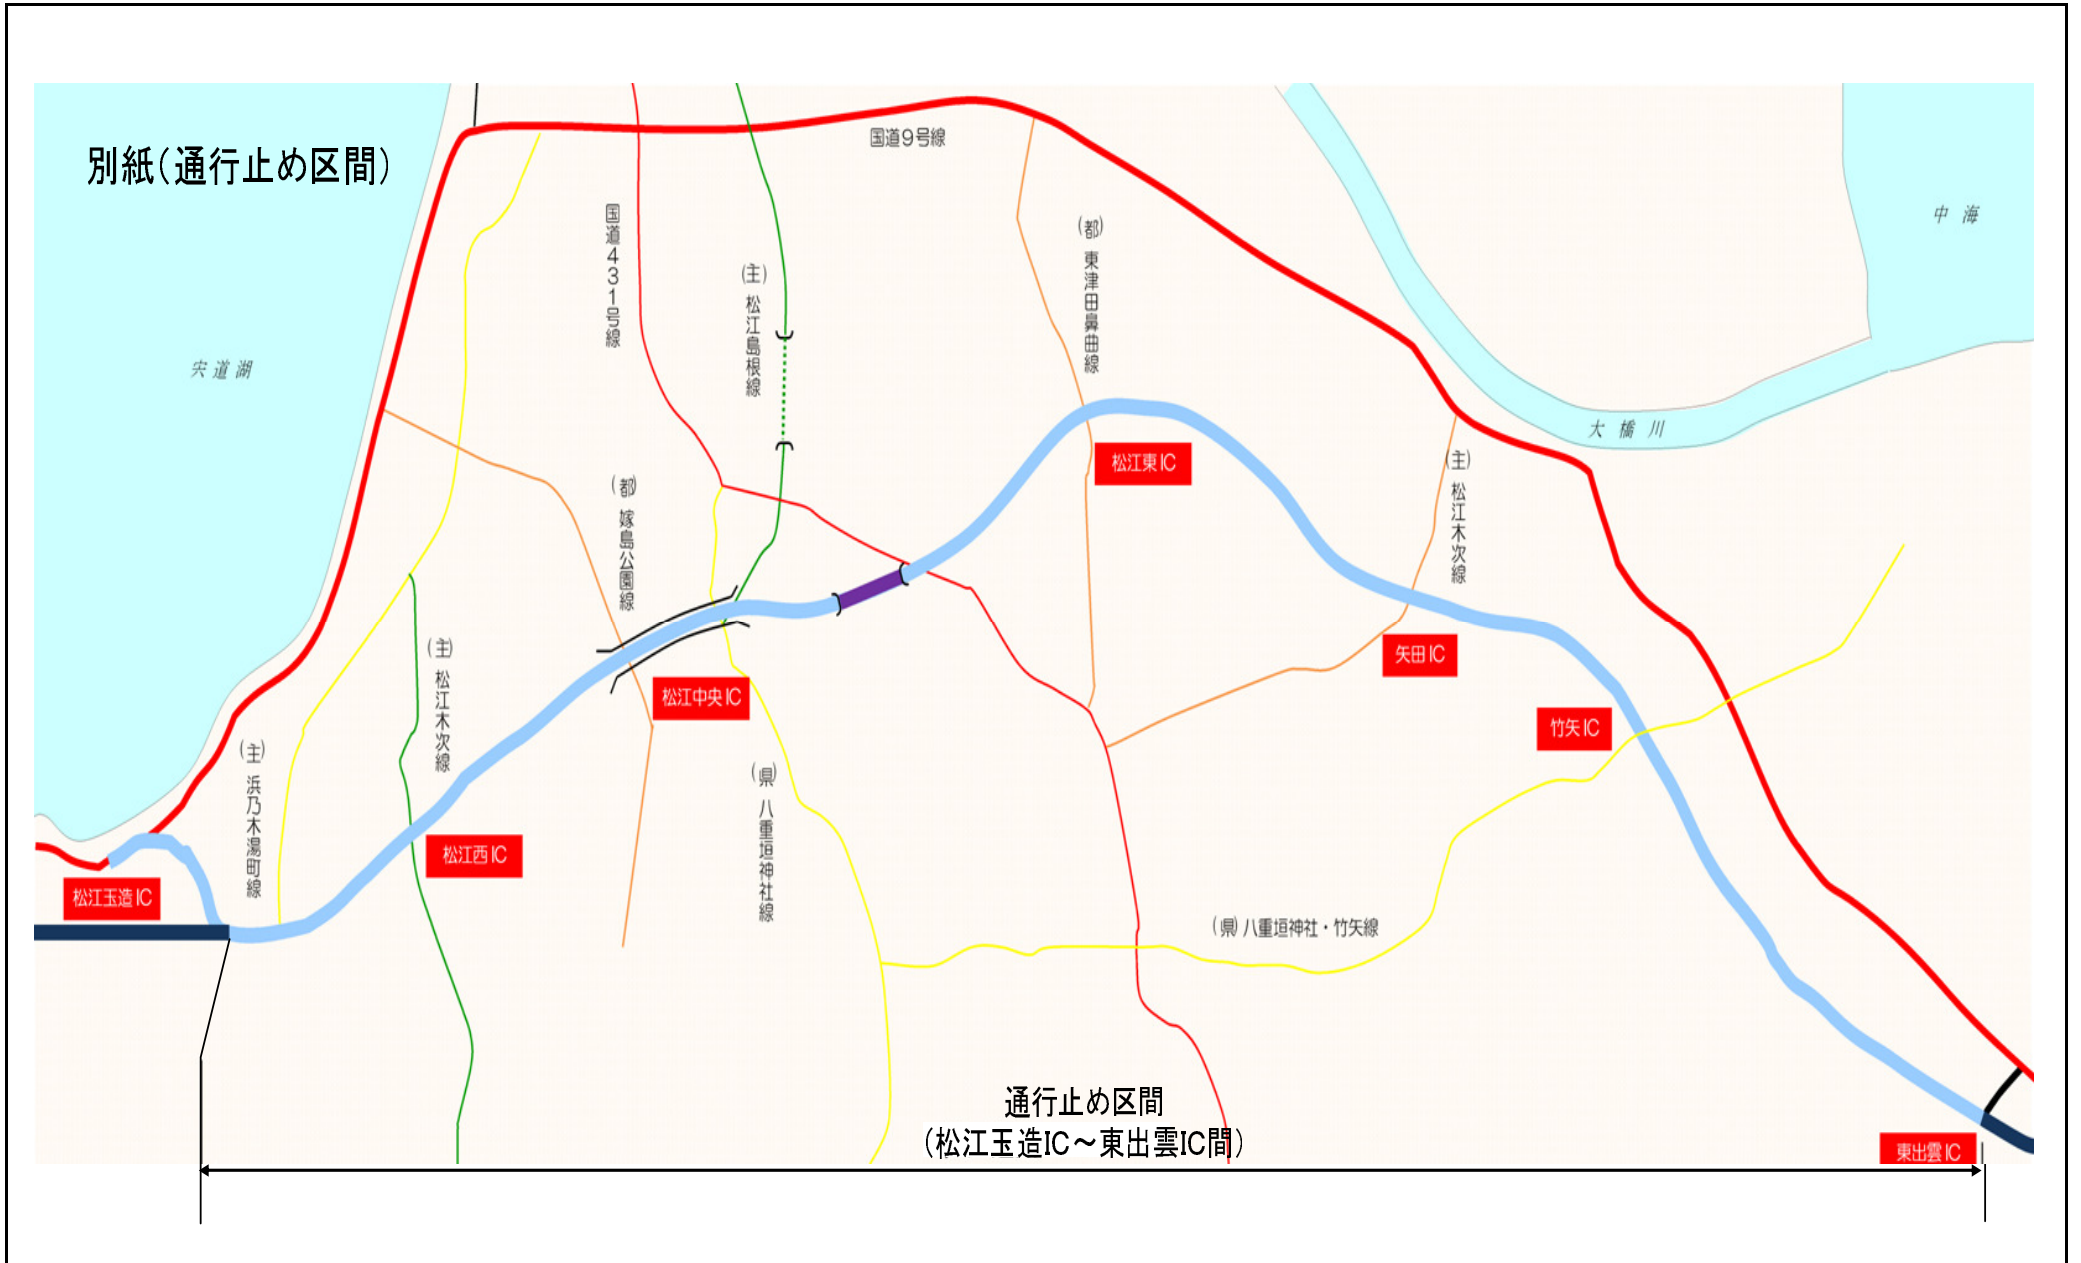 別紙（通行止め区間）
国道９号線
中海
宍道湖
国道４３１号線
（主）松江島根線
（都）東津田鼻曲線
大橋川
松江東IC
（主）松江木次線
（都）嫁島公園線
矢田IC
（主）松江木次線
松江中央IC
竹矢IC
（主）浜乃木湯町線
（県）八重垣神社線
松江西IC
松江玉造IC
（県）八重垣神社・竹矢線
通行止め区間
（松江玉造IC～東出雲IC間）
東出雲IC